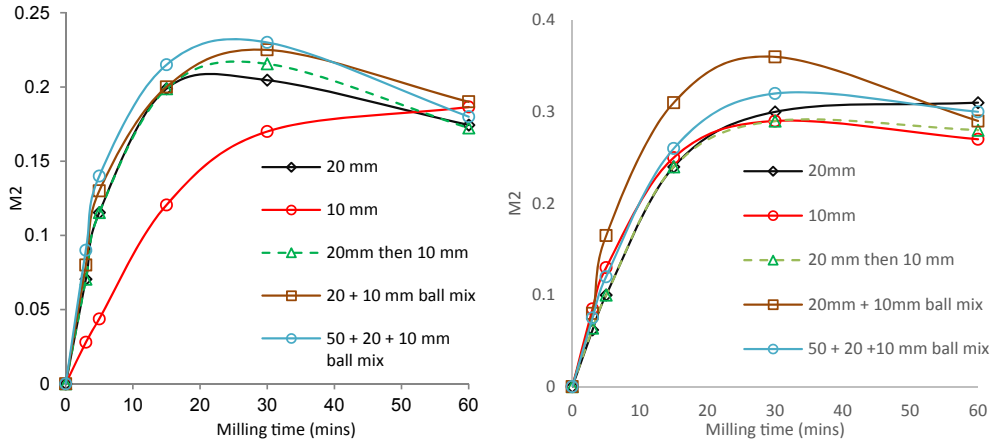 0.25
0.2
0.15
0.1
0.05
0
M2
0 10 20 30 40 50 60
Milling time (mins)
20 mm
10 mm
20mm then 10 mm
20 + 10 mm ball mix
50 + 20 + 10 mm
ball mix
0.4
0.3
0.2
0.1
0
M2
0 10 20 30 40 50 60
Milling time (mins)
20mm
10mm
20 mm then 10 mm
20mm + 10mm ball mix
50 + 20 +10 mm ball mix